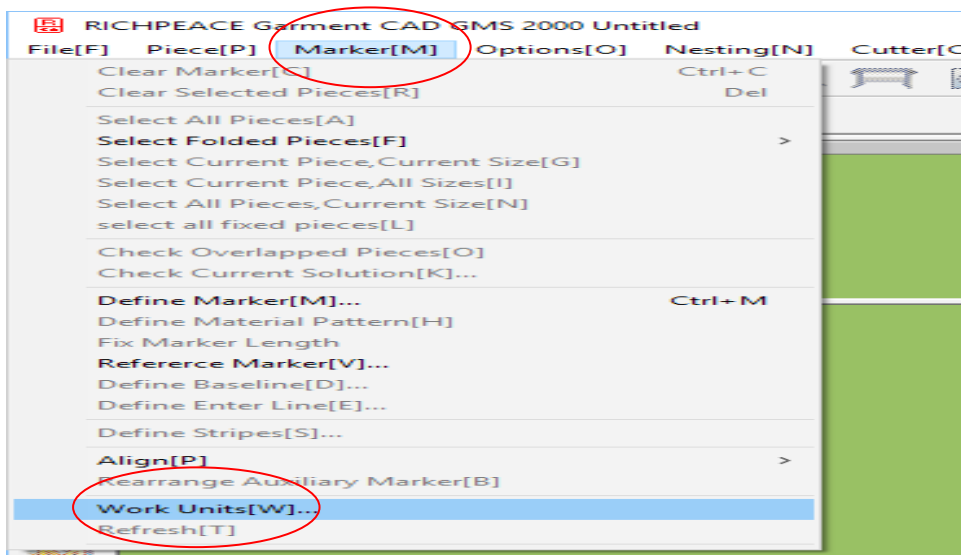 RICHPEACE Garment CAD GMS 2000 Untitled
File[F] Piece[P] Marker[M] Options[O] Nesting[N] Cutter[C
Clear Marker[C] Ctrl+C
Clear Selected Pieces[R] Del
Select All Pieces[A]
Select Folded Pieces[F] >
Select Current Piece,Current Size[G]
Select Current Piece,All Sizes[I]
Select All Pieces,Current Size[N]
select all fixed pieces[L]
Check Overlapped Pieces[O]
Check Current Solution[K]...
Define Marker[M]... Ctrl+M
Define Material Pattern[H]
Fix Marker Length
Refererce Marker[V]...
Define Baseline[D]...
Define Enter Line[E]...
Define Stripes[S]...
Align[P] >
Rearrange Auxiliary Marker[B]
Work Units[W]...
Refresh[T]